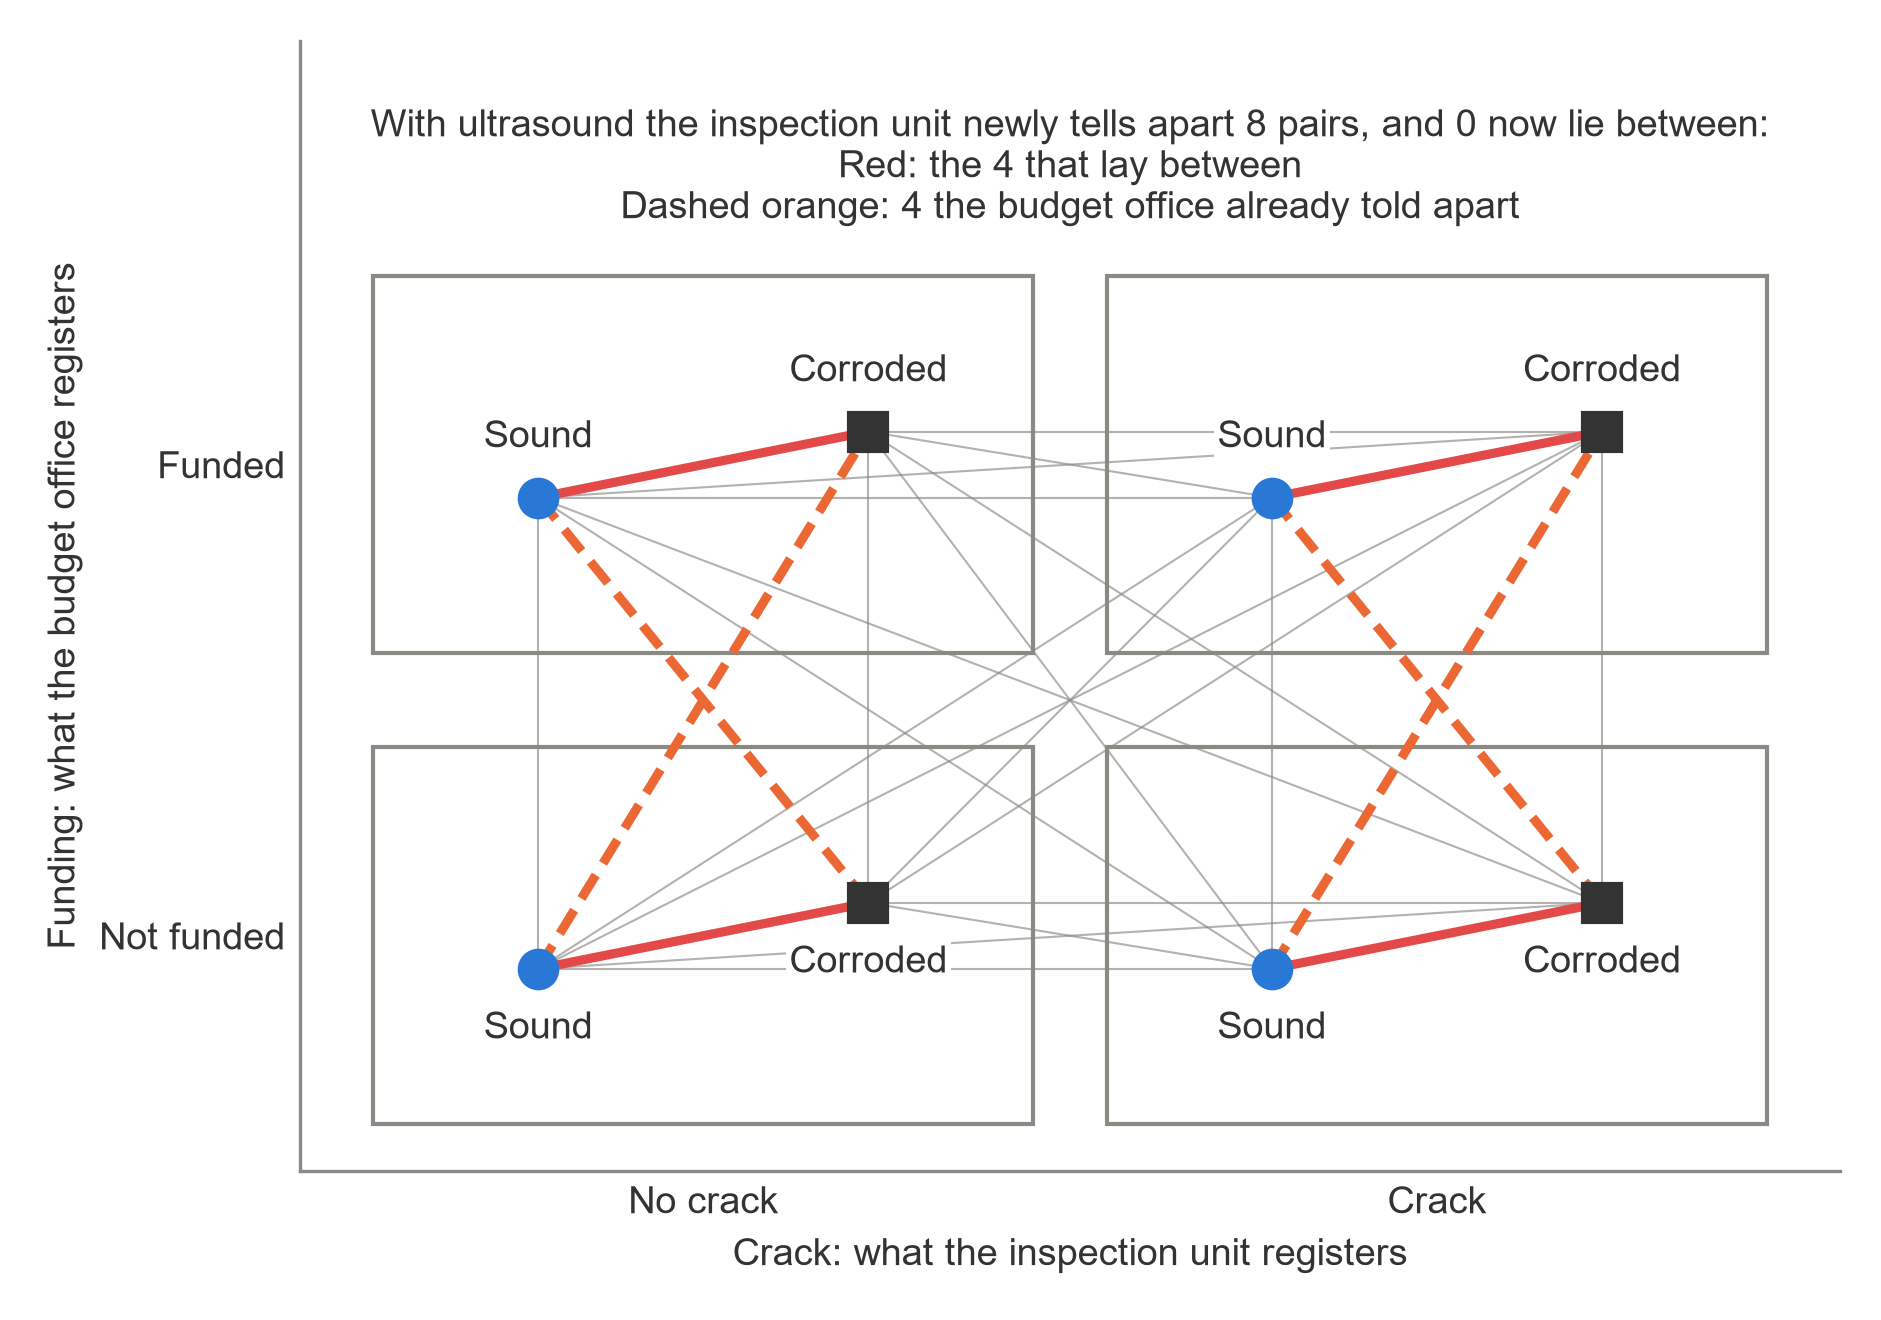 With ultrasound the inspection unit newly tells apart 8 pairs, and 0 now lie between:
Red: the 4 that lay between
Dashed orange: 4 the budget office already told apart
Funding: what the budget office registers
Funded
Corroded
Corroded
Sound
Sound
Not funded
Corroded
Corroded
Sound
Sound
No crack
Crack
Crack: what the inspection unit registers